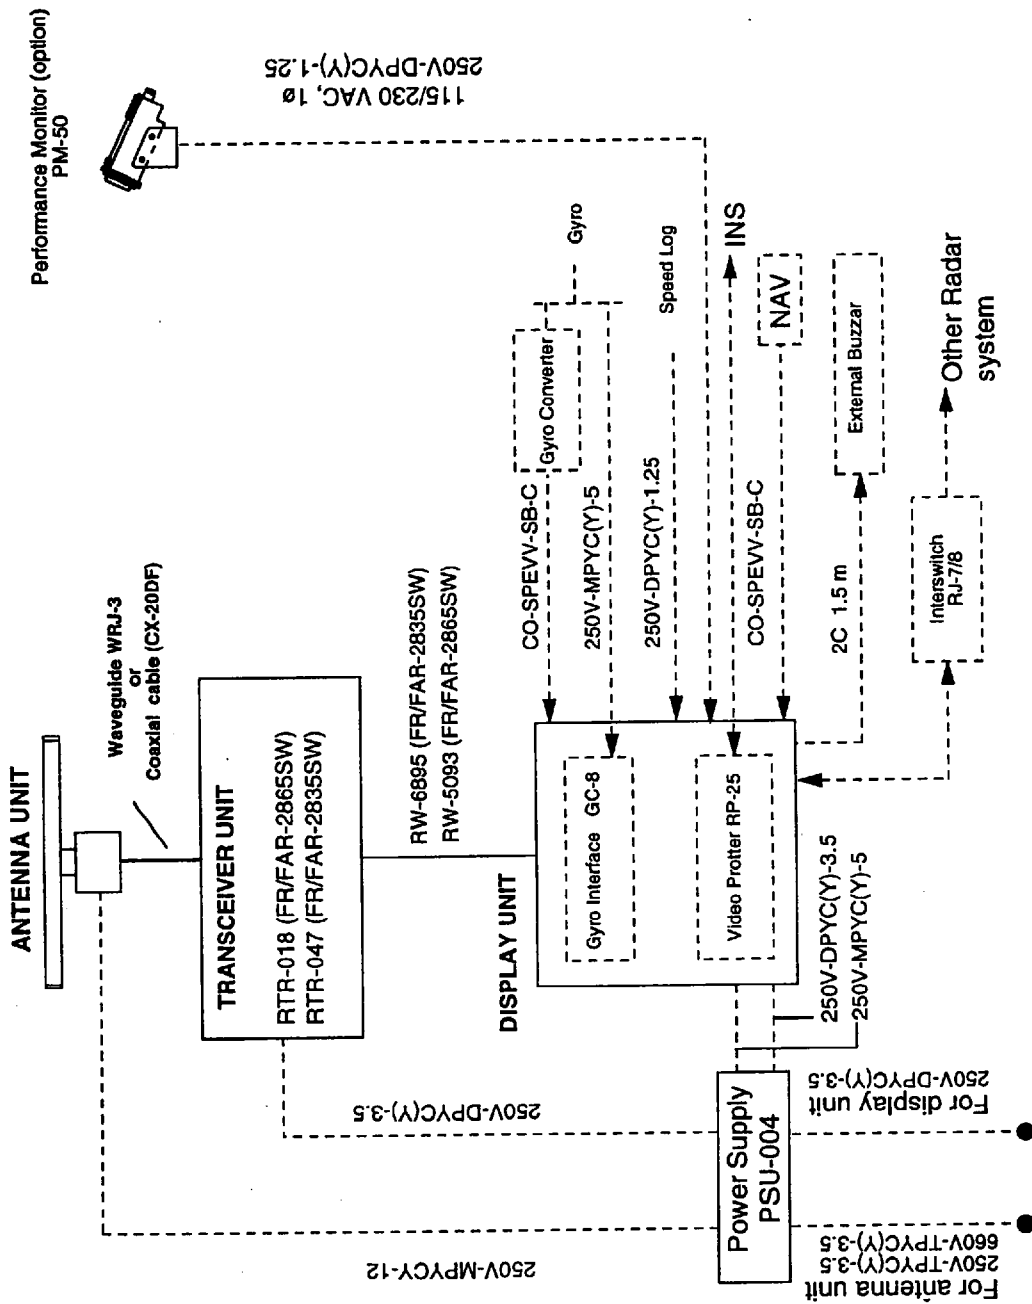 Performance Monitor (option)
PM-50
115/230 VAC, 1ø
250V-DPYC(Y)-1.25
ANTENNA UNIT
Waveguide WRJ-3
or
Coaxial cable (CX-20DF)
TRANSCEIVER UNIT
RTR-018 (FR/FAR-2865SW)
RTR-047 (FR/FAR-2835SW)
RW-6895 (FR/FAR-2835SW)
RW-5093 (FR/FAR-2865SW)
DISPLAY UNIT
Gyro Interface GC-8
Video Protter RP-25
CO-SPEVV-SB-C
Gyro Converter
Gyro
250V-MPYC(Y)-5
250V-DPYC(Y)-1.25
Speed Log
INS
CO-SPEVV-SB-C
NAV
2C 1.5 m
External Buzzar
Interswitch
RJ-7/8
Other Radar
system
250V-DPYC(Y)-3.5
250V-MPYC(Y)-5
Power Supply
PSU-004
250V-DPYC(Y)-3.5
250V-MPYCY-12
For display unit
250V-DPYC(Y)-3.5
For antenna unit
250V-TPYC(Y)-3.5
660V-TPYC(Y)-3.5